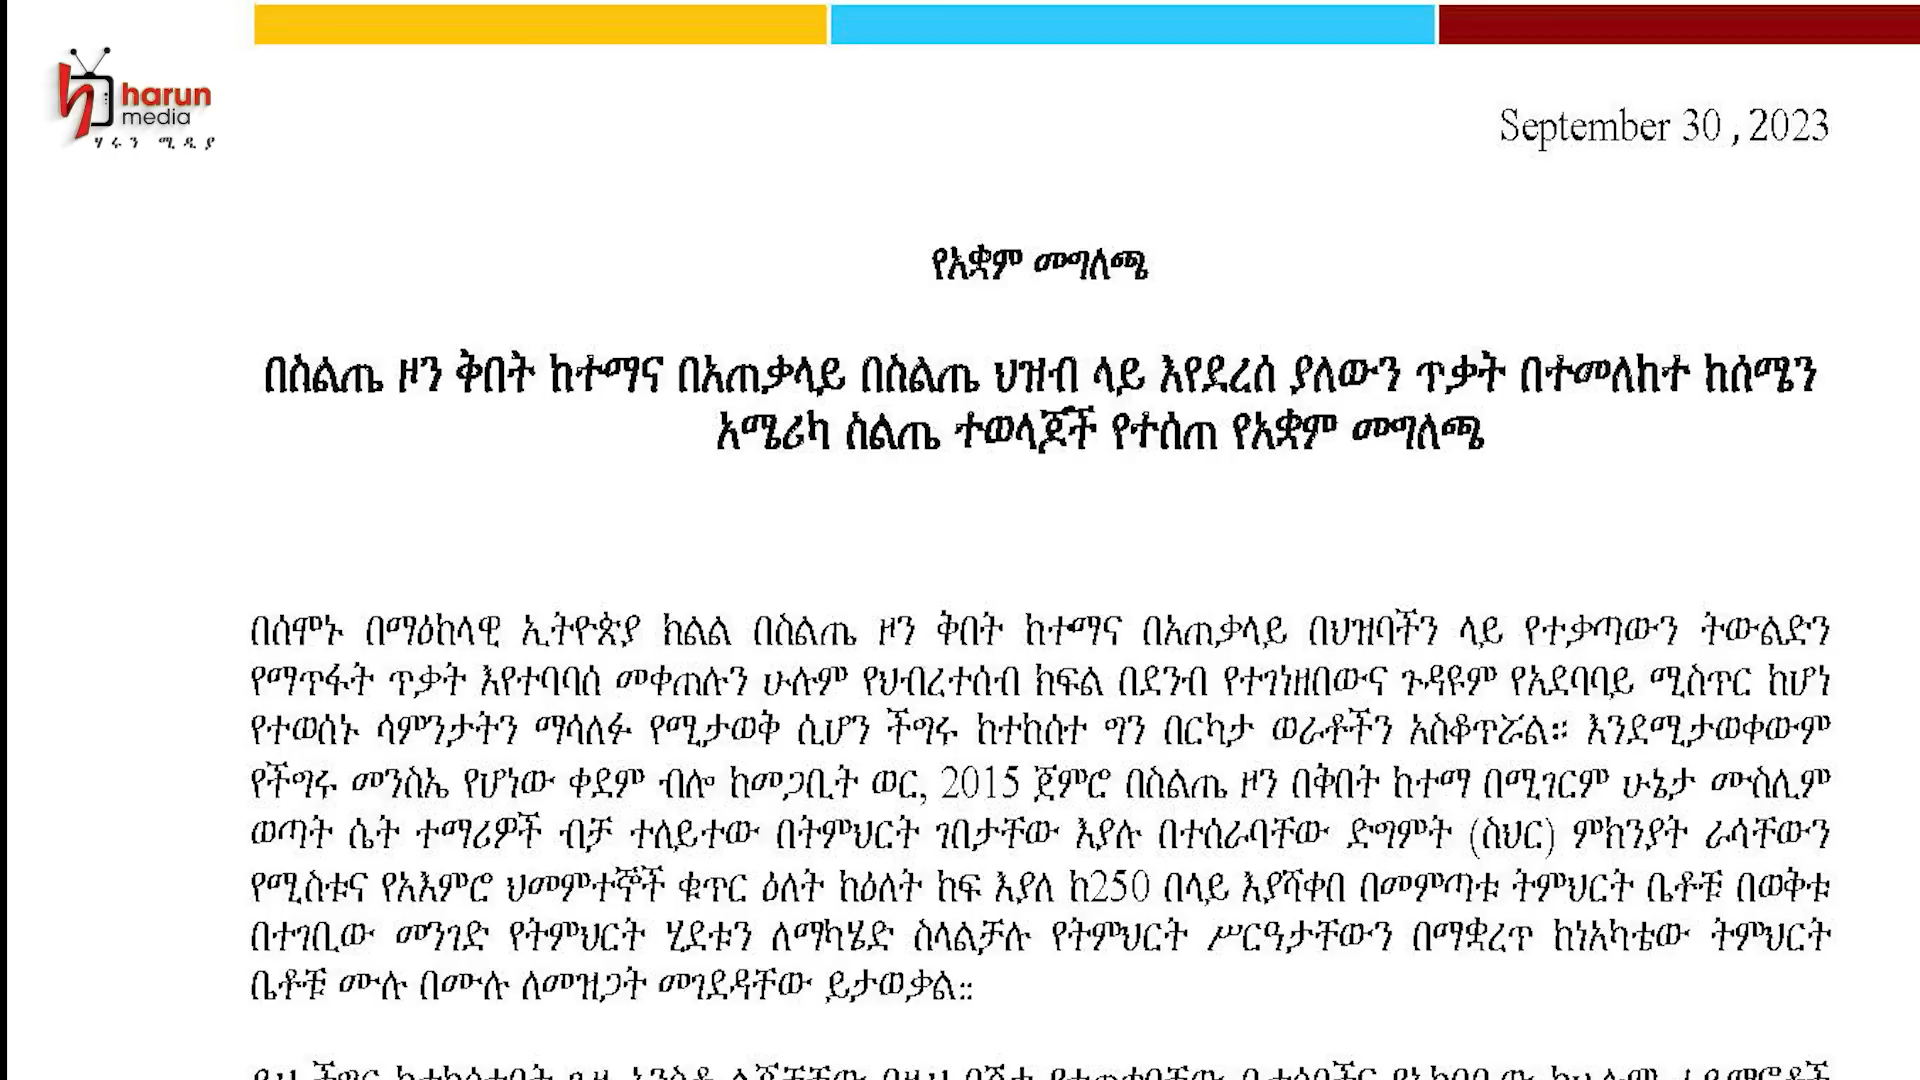 harun
media
ሃሩን ሚዲያ
September 30 , 2023
የአቋም መግለጫ
በስልጤ ዞን ቅበት ከተማና በአጠቃላይ በስልጤ ህዝብ ላይ እየደረሰ ያለውን ጥቃት በተመለከተ ከሰሜን
አሜሪካ ስልጤ ተወላጆች የተሰጠ የአቋም መግለጫ
በሰሞኑ በማዕከላዊ ኢትዮጵያ ክልል በስልጤ ዞን ቅበት ከተማና በአጠቃላይ በህዝባችን ላይ የተቃጣውን ትውልድን
የማጥፋት ጥቃት እየተባባሰ መቀጠሉን ሁሉም የህብረተሰብ ክፍል በደንብ የተገነዘበውና ጉዳዩም የአደባባይ ሚስጥር ከሆነ
የተወሰኑ ሳምንታትን ማሳለፉ የሚታወቅ ሲሆን ችግሩ ከተከሰተ ግን በርካታ ወራቶችን አስቆጥሯል። እንደሚታወቀውም
የችግሩ መንስኤ የሆነው ቀደም ብሎ ከመጋቢት ወር, 2015 ጀምሮ በስልጤ ዞን በቅበት ከተማ በሚገርም ሁኔታ ሙስሊም
ወጣት ሴት ተማሪዎች ብቻ ተለይተው በትምህርት ገበታቸው እያሉ በተሰራባቸው ድግምት (ስህር) ምክንያት ራሳቸውን
የሚስቱና የአእምሮ ህመምተኞች ቁጥር ዕለት ከዕለት ከፍ እያለ ከ250 በላይ እያሻቀበ በመምጣቱ ትምህርት ቤቶቹ በወቅቱ
በተገቢው መንገድ የትምህርት ሂደቱን ለማካሄድ ስላልቻሉ የትምህርት ሥርዓታቸውን በማቋረጥ ከነአካቴው ትምህርት
ቤቶቹ ሙሉ በሙሉ ለመዝጋት መገደዳቸው ይታወቃል።